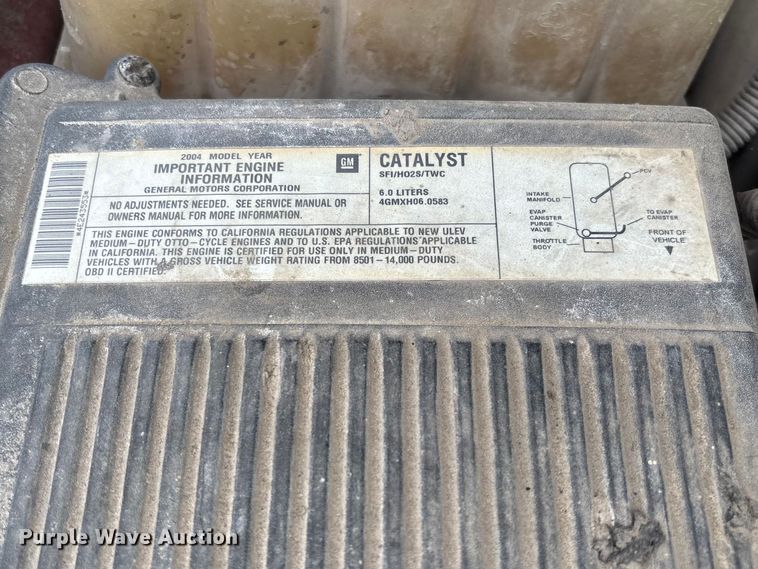 2004 MODEL YEAR
IMPORTANT ENGINE
INFORMATION
GENERAL MOTORS CORPORATION
GM
CATALYST
SFI/HO2S/TWC
6.0 LITERS
4GMXH06.0583
NO ADJUSTMENTS NEEDED. SEE SERVICE MANUAL OR
OWNERS MANUAL FOR MORE INFORMATION.
THIS ENGINE CONFORMS TO CALIFORNIA REGULATIONS APPLICABLE TO NEW ULEV
MEDIUM-DUTY OTTO-CYCLE ENGINES AND TO U.S. EPA REGULATIONS APPLICABLE
IN CALIFORNIA. THIS ENGINE IS CERTIFIED FOR USE ONLY IN MEDIUM-DUTY
VEHICLES WITH A GROSS VEHICLE WEIGHT RATING FROM 8501-14,000 POUNDS.
OBD II CERTIFIED.
PCV
INTAKE
MANIFOLD
EVAP
CANISTER
PURGE
VALVE
THROTTLE
BODY
TO EVAP
CANISTER
FRONT OF
VEHICLE
Purple Wave Auction